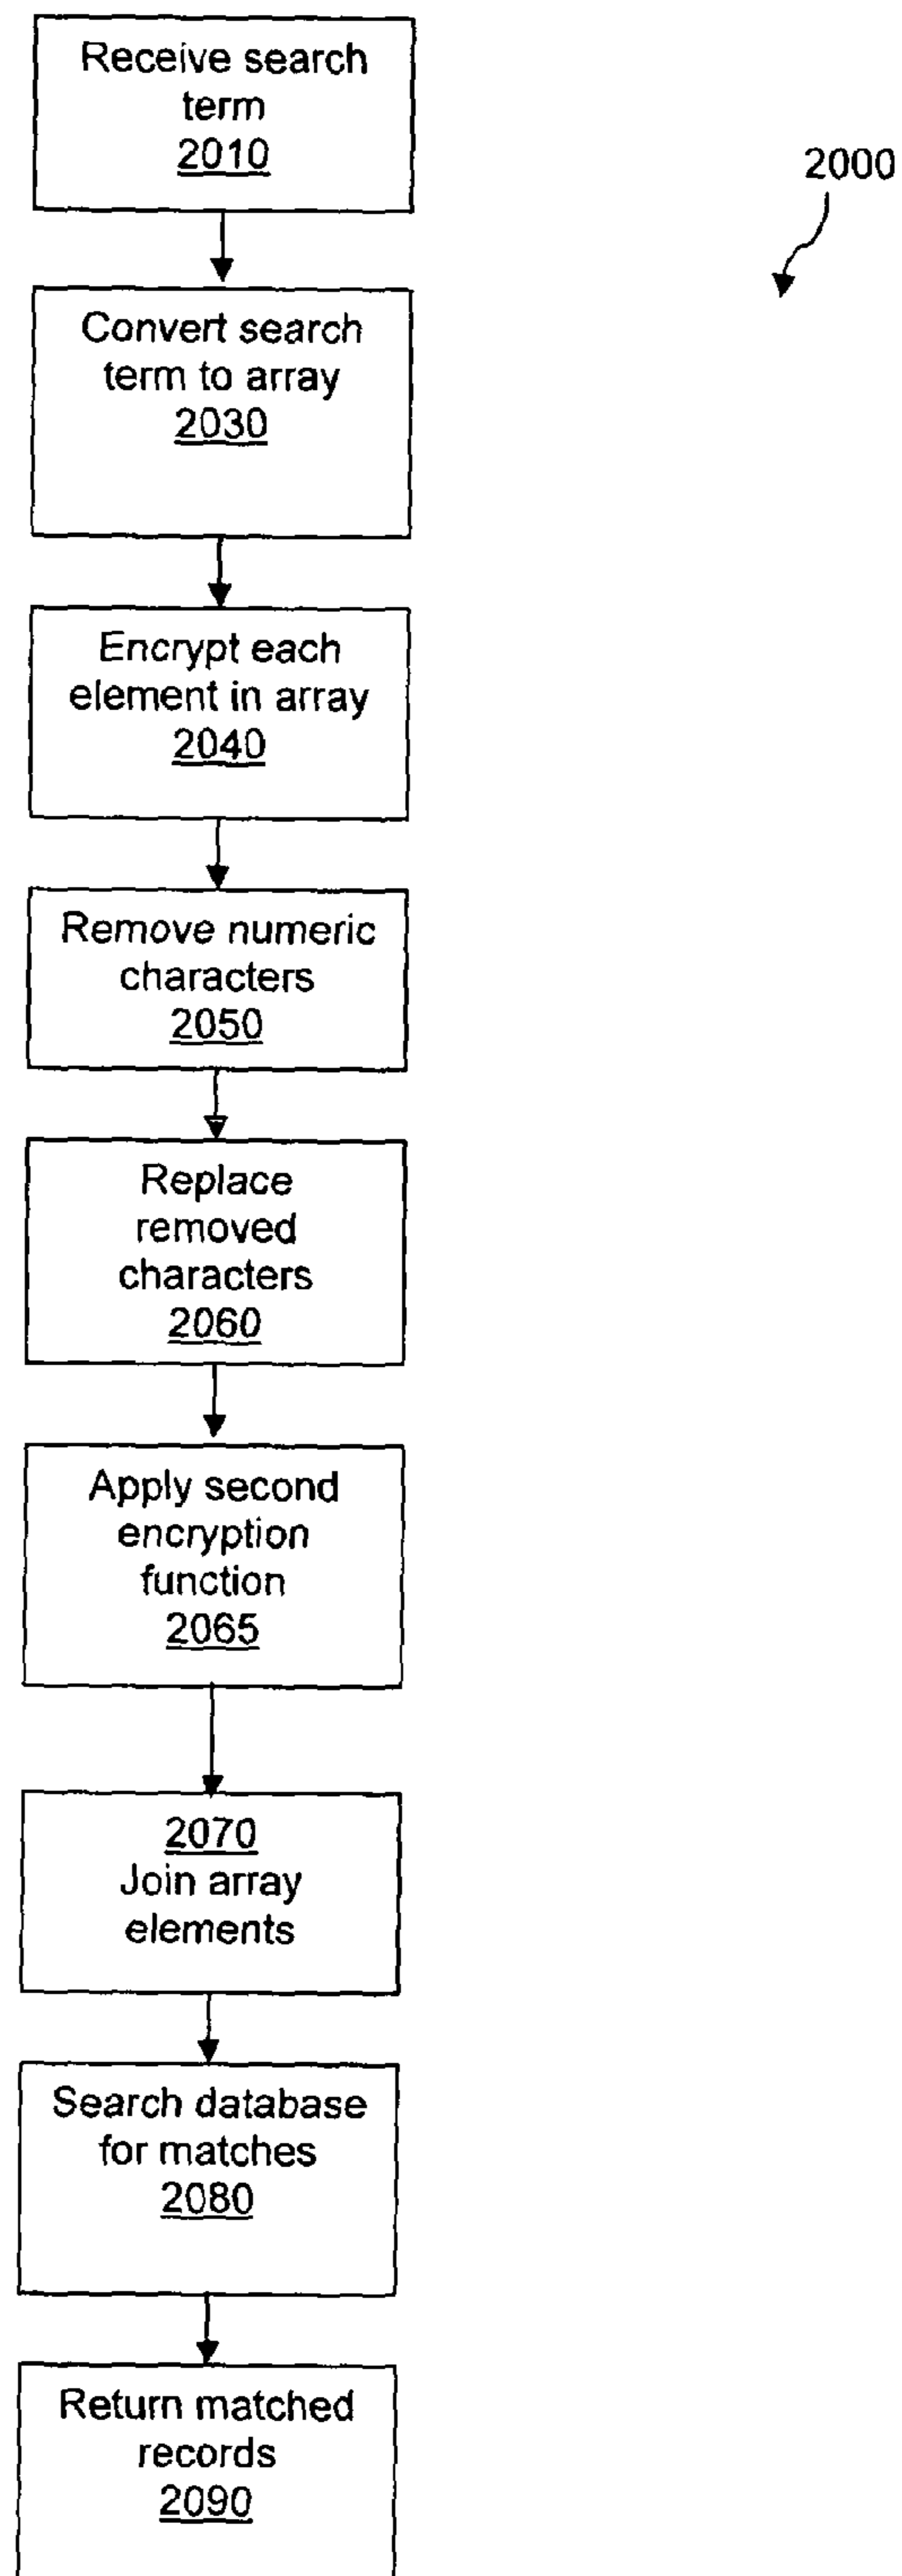 Receive search
term
2010
2000
Convert search
term to array
2030
Encrypt each
element in array
2040
Remove numeric
characters
2050
Replace
removed
characters
2060
Apply second
encryption
function
2065
2070
Join array
elements
Search database
for matches
2080
Return matched
records
2090